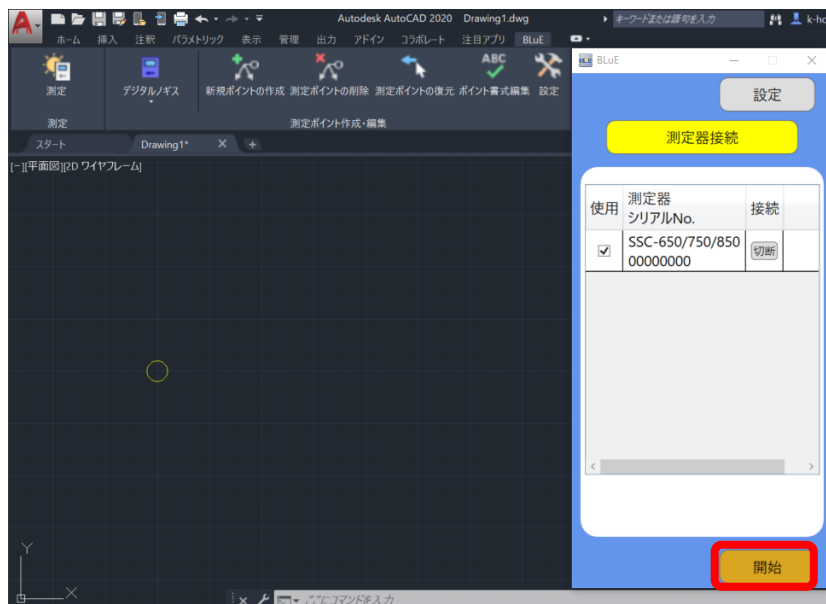 Autodesk AutoCAD 2020 Drawing1.dwg
キーワードまたは語句を入力
k-ho
ホーム 挿入 注釈 パラメトリック 表示 管理 出力 アドイン コラボレート 注目アプリ BLuE
測定
デジタルノギス
新規ポイントの作成 測定ポイントの削除 測定ポイントの復元 ポイント書式編集 設定
ABC
測定
測定ポイント作成・編集
スタート
Drawing1*
[−][平面図][2D ワイヤフレーム]
Y
X
ここにコマンドを入力
BLuE
設定
測定器接続
使用
測定器
シリアルNo.
接続
SSC-650/750/850
00000000
切断
開始